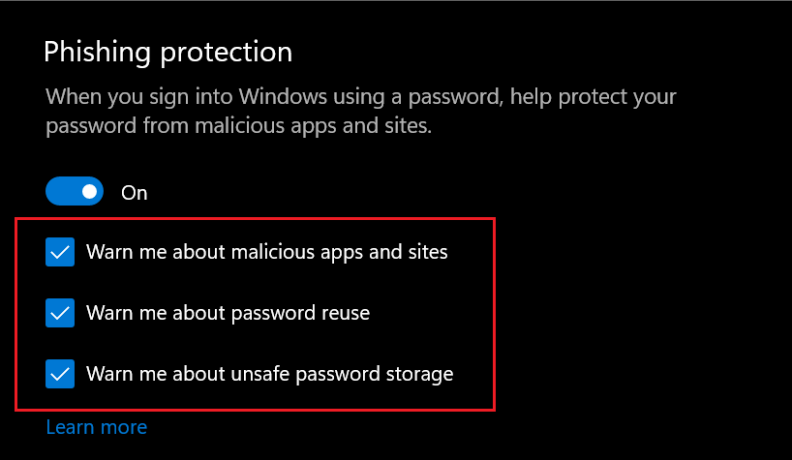 Phishing protection
When you sign into Windows using a password, help protect your
password from malicious apps and sites.
On
Warn me about malicious apps and sites
Warn me about password reuse
Warn me about unsafe password storage
Learn more